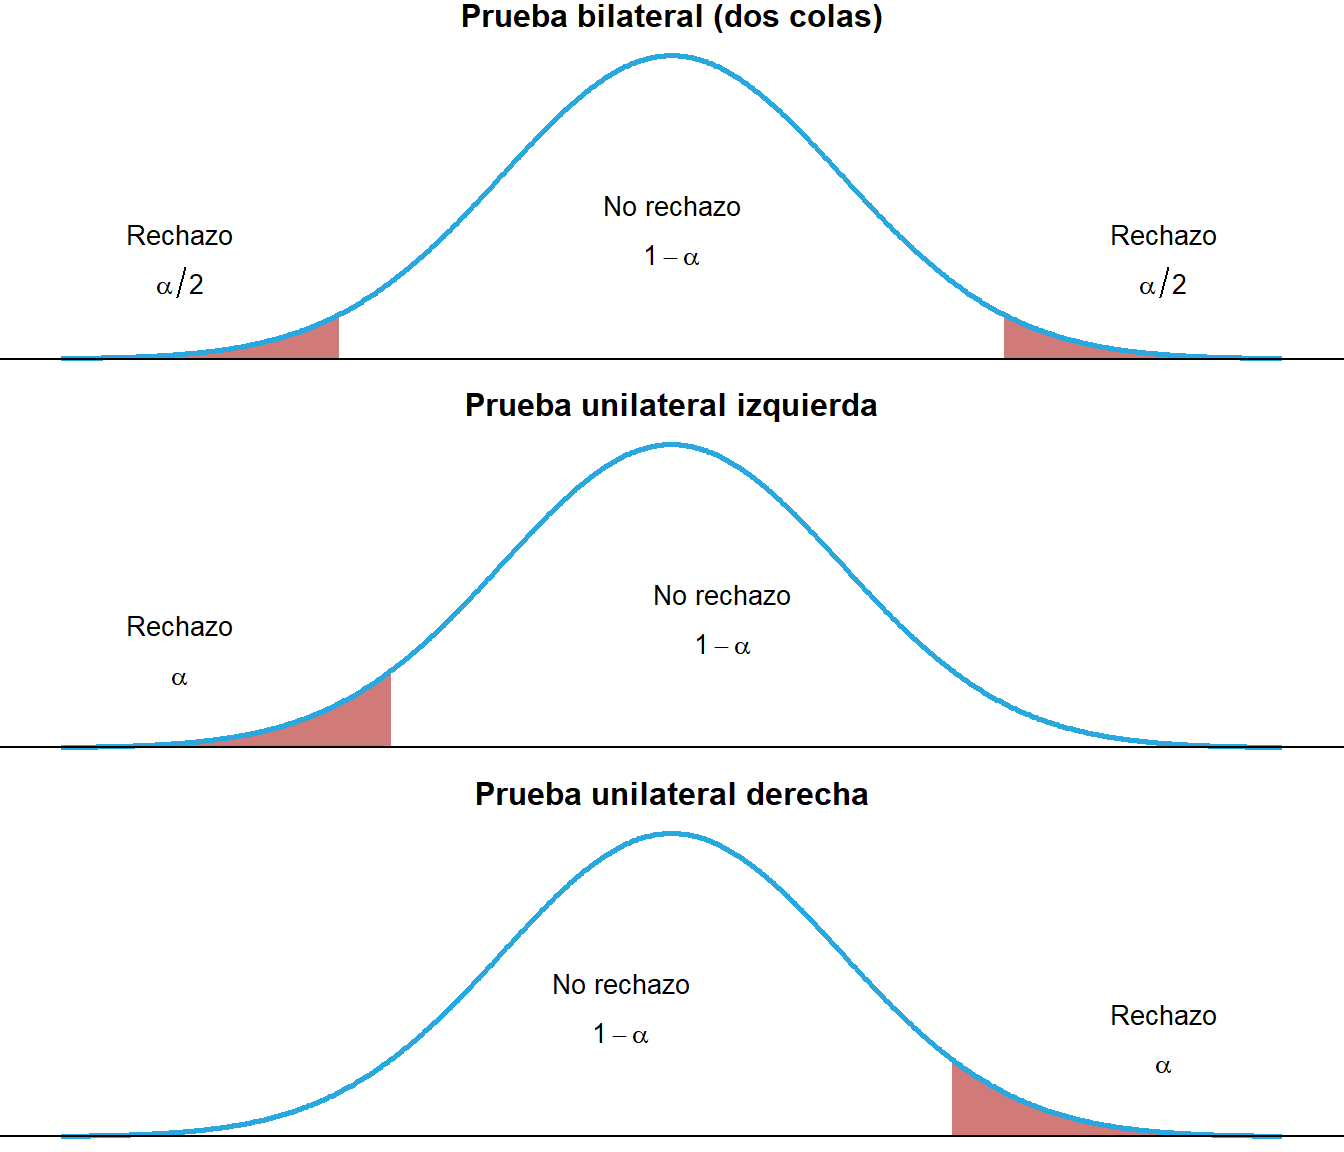 Prueba bilateral (dos colas)
No rechazo
1 − α
Rechazo
α/2
Rechazo
α/2
Prueba unilateral izquierda
No rechazo
1 − α
Rechazo
α
Prueba unilateral derecha
No rechazo
1 − α
Rechazo
α